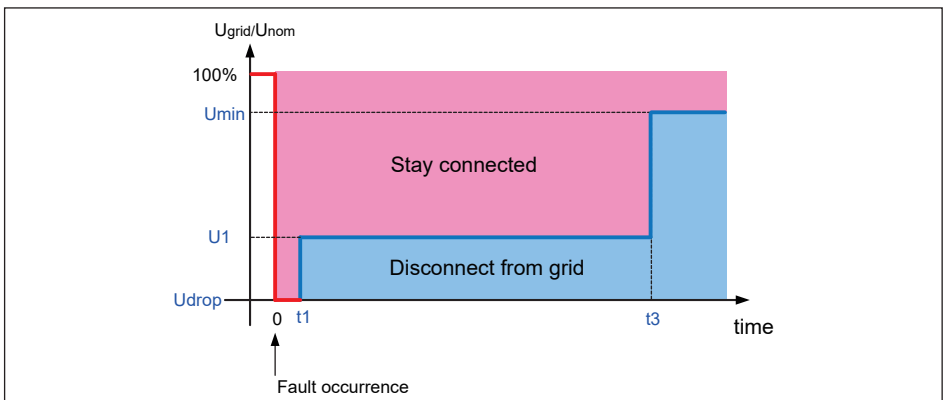 Ugrid/Unom
100%
Umin
Stay connected
U1
Disconnect from grid
Udrop
0 t1 t3
time
Fault occurrence